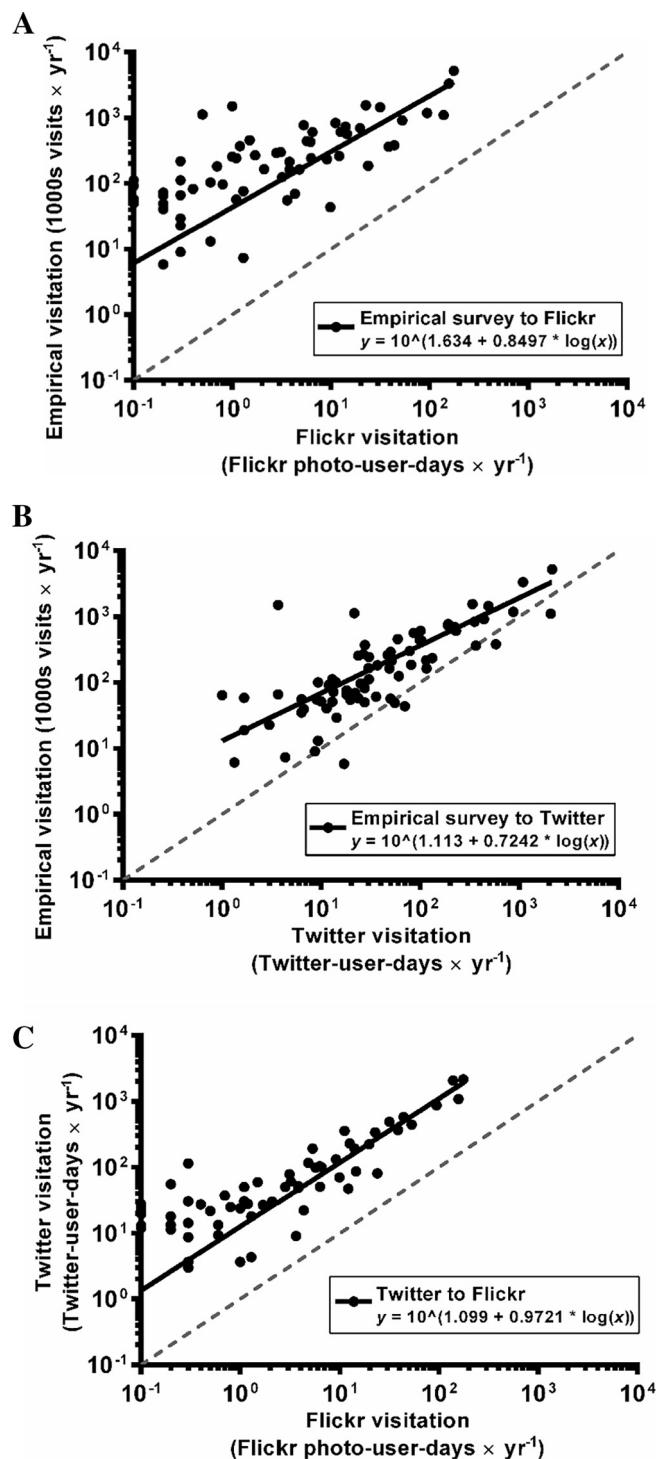 A
Empirical visitation (1000s visits × yr-1)
10^4
10^3
10^2
10^1
10^0
10^-1
Empirical survey to Flickr
y = 10^(1.634 + 0.8497 * log(x))
10^-1 10^0 10^1 10^2 10^3 10^4
Flickr visitation
(Flickr photo-user-days × yr-1)
B
Empirical visitation (1000s visits × yr-1)
10^4
10^3
10^2
10^1
10^0
10^-1
Empirical survey to Twitter
y = 10^(1.113 + 0.7242 * log(x))
10^-1 10^0 10^1 10^2 10^3 10^4
Twitter visitation
(Twitter-user-days × yr-1)
C
Twitter visitation
(Twitter-user-days × yr-1)
10^4
10^3
10^2
10^1
10^0
10^-1
Twitter to Flickr
y = 10^(1.099 + 0.9721 * log(x))
10^-1 10^0 10^1 10^2 10^3 10^4
Flickr visitation
(Flickr photo-user-days × yr-1)